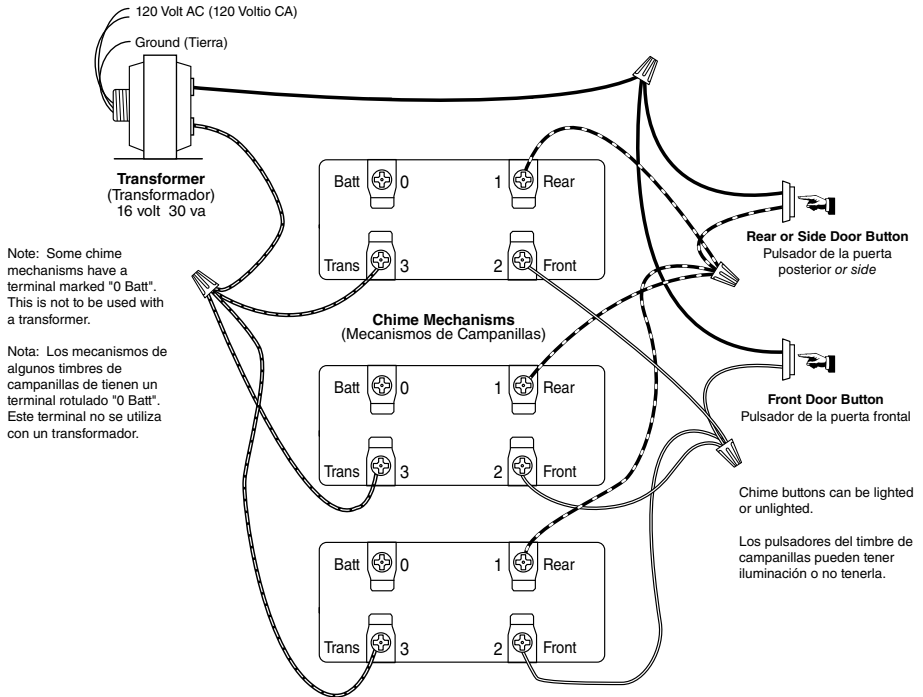 120 Volt AC (120 Voltio CA)
Ground (Tierra)
Transformer
(Transformador)
16 volt 30 va
Note: Some chime
mechanisms have a
terminal marked "0 Batt".
This is not to be used with
a transformer.
Nota: Los mecanismos de
algunos timbres de
campanillas de tienen un
terminal rotulado "0 Batt".
Este terminal no se utiliza
con un transformador.
Batt 0 1 Rear
Trans 3 2 Front
Chime Mechanisms
(Mecanismos de Campanillas)
Batt 0 1 Rear
Trans 3 2 Front
Batt 0 1 Rear
Trans 3 2 Front
Rear or Side Door Button
Pulsador de la puerta
posterior or side
Front Door Button
Pulsador de la puerta frontal
Chime buttons can be lighted
or unlighted.
Los pulsadores del timbre de
campanillas pueden tener
iluminación o no tenerla.